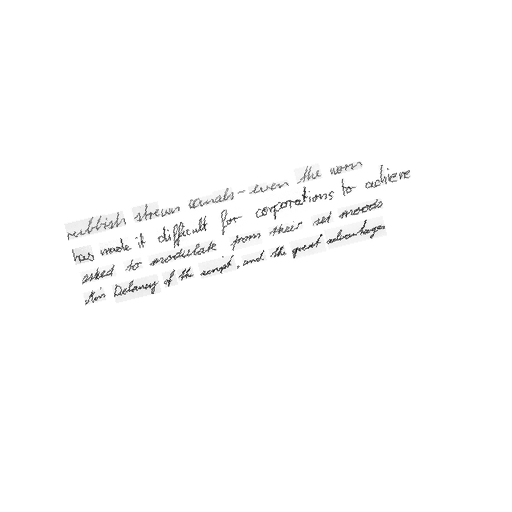 rubbish strewn canals - even the worn
has made it difficult for corporations to achieve
asked to modulate from their set moods
Delaney of the script, and the great advantages